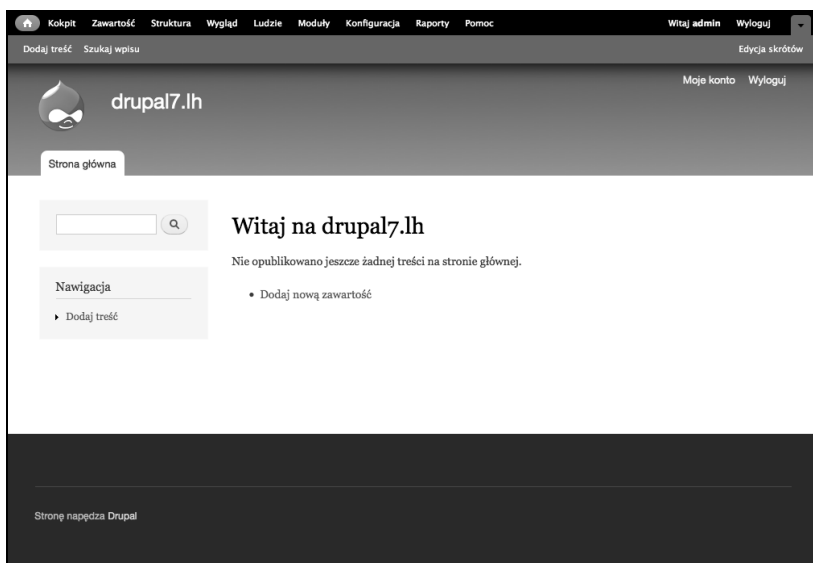 Kokpit Zawartość Struktura Wygląd Ludzie Moduły Konfiguracja Raporty Pomoc Witaj admin Wyloguj
Dodaj treść Szukaj wpisu Edycja skrótów
Moje konto Wyloguj
drupal7.lh
Strona główna
Witaj na drupal7.lh
Nie opublikowano jeszcze żadnej treści na stronie głównej.
Nawigacja
• Dodaj nową zawartość
Dodaj treść
Stronę napędza Drupal